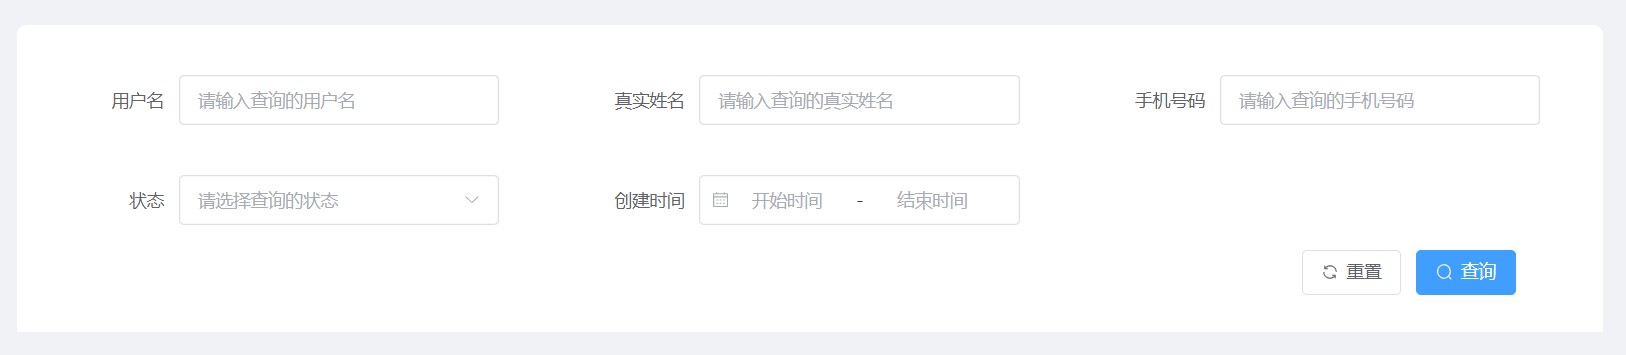 用户名 请输入查询的用户名 真实姓名 请输入查询的真实姓名 手机号码 请输入查询的手机号码
状态 请选择查询的状态 创建时间 开始时间 - 结束时间
重置 查询